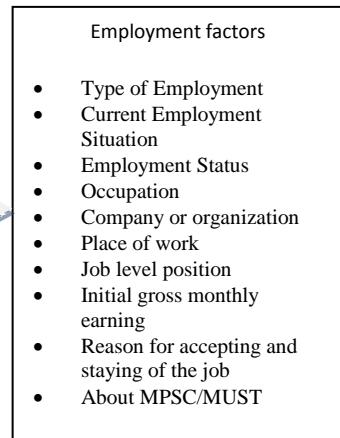 Employment factors
• Type of Employment
• Current Employment
Situation
• Employment Status
• Occupation
• Company or organization
• Place of work
• Job level position
• Initial gross monthly
earning
• Reason for accepting and
staying of the job
• About MPSC/MUST